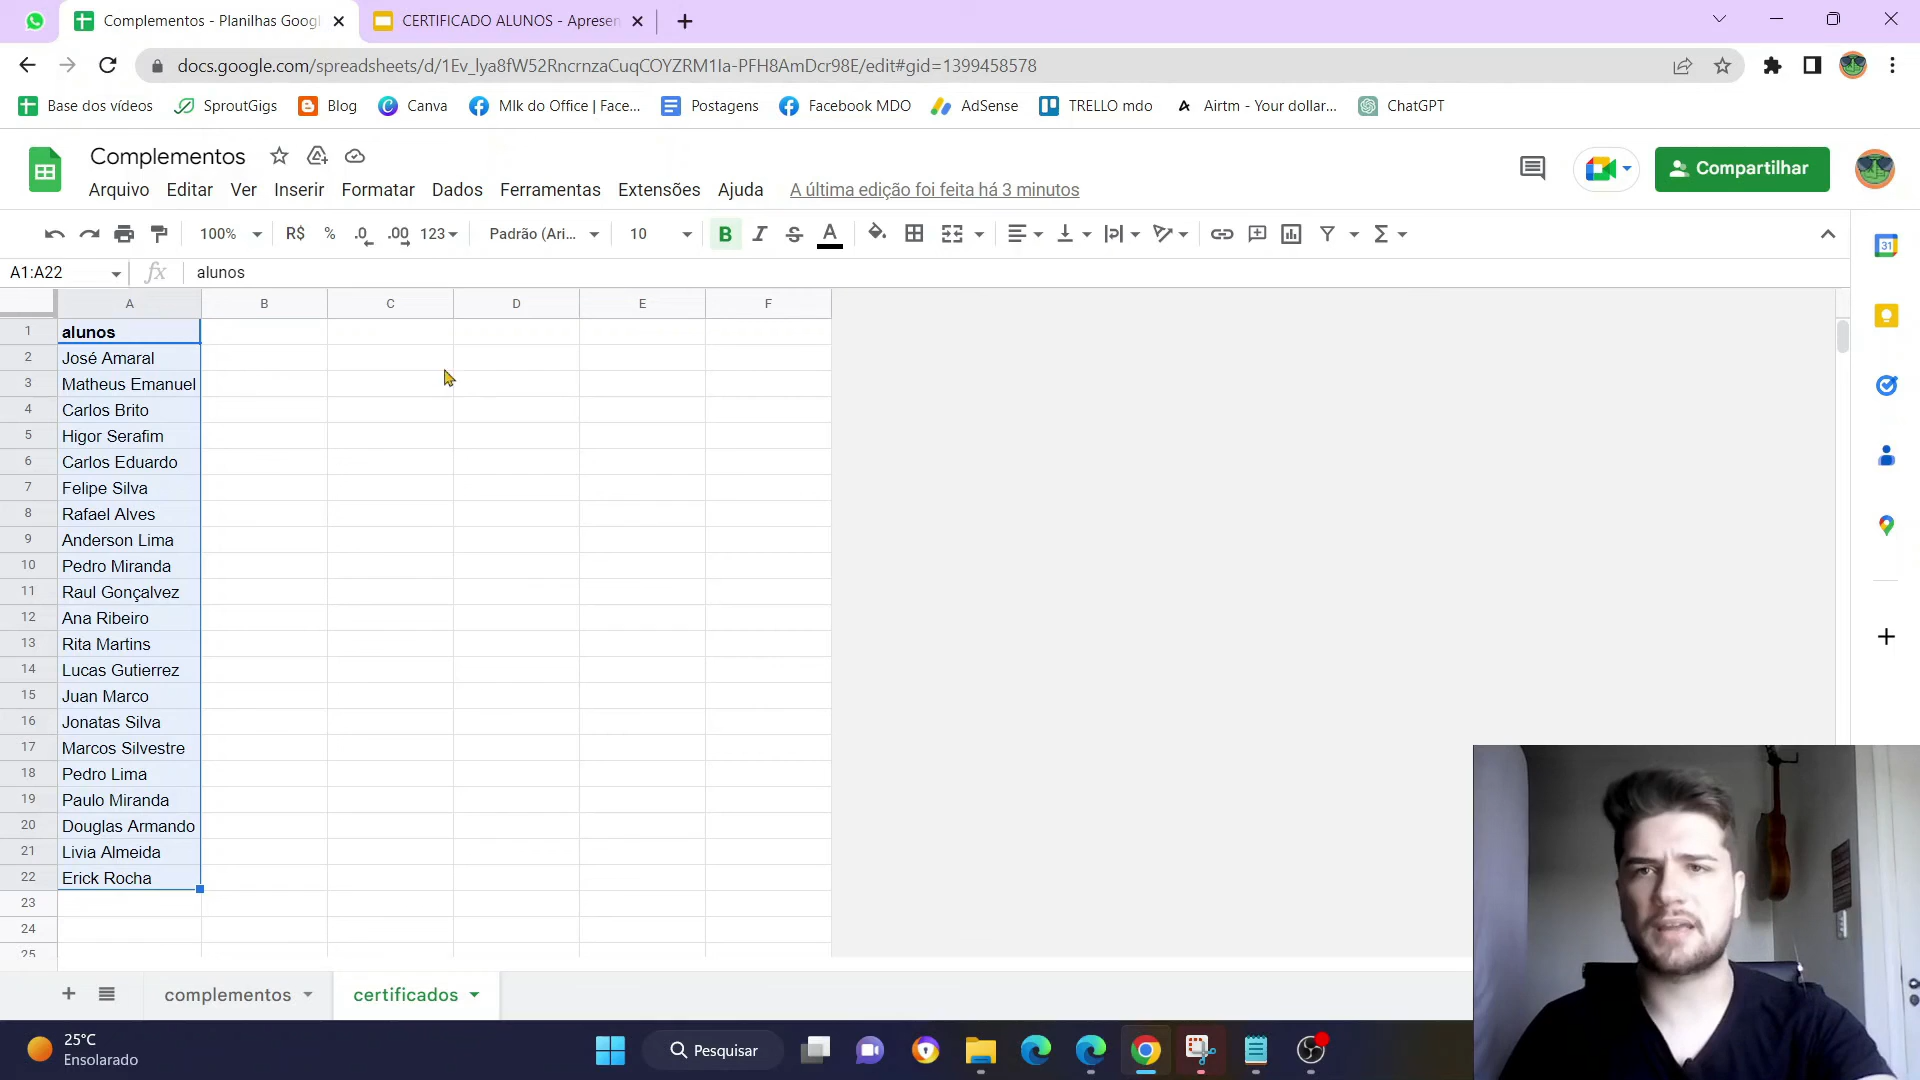 Complementos - Planilhas Googl
CERTIFICADO ALUNOS - Apresen
docs.google.com/spreadsheets/d/1Ev_lya8fW52RncrnzaCuqCOYZRM1Ia-PFH8AmDcr98E/edit#gid=1399458578
Base dos vídeos SproutGigs Blog Canva Mlk do Office | Face... Postagens Facebook MDO AdSense TRELLO mdo Airtm - Your dollar... ChatGPT
Complementos
Compartilhar
Arquivo Editar Ver Inserir Formatar Dados Ferramentas Extensões Ajuda A última edição foi feita há 3 minutos
100% R$ % .0 .00 123 Padrão (Ari... 10 B I S A
31
A1:A22 fx alunos
A B C D E F
1 alunos
2 José Amaral
3 Matheus Emanuel
4 Carlos Brito
5 Higor Serafim
6 Carlos Eduardo
7 Felipe Silva
8 Rafael Alves
9 Anderson Lima
10 Pedro Miranda
11 Raul Gonçalvez
12 Ana Ribeiro
13 Rita Martins
14 Lucas Gutierrez
15 Juan Marco
16 Jonatas Silva
17 Marcos Silvestre
18 Pedro Lima
19 Paulo Miranda
20 Douglas Armando
21 Livia Almeida
22 Erick Rocha
23
24
25
complementos certificados
25°C
Ensolarado
Pesquisar